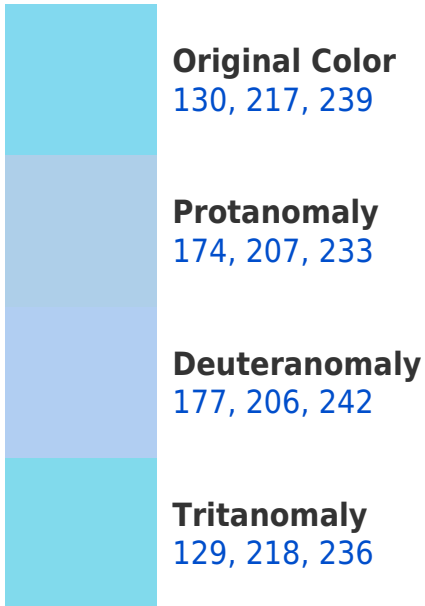 Original Color
130, 217, 239
Protanomaly
174, 207, 233
Deuteranomaly
177, 206, 242
Tritanomaly
129, 218, 236